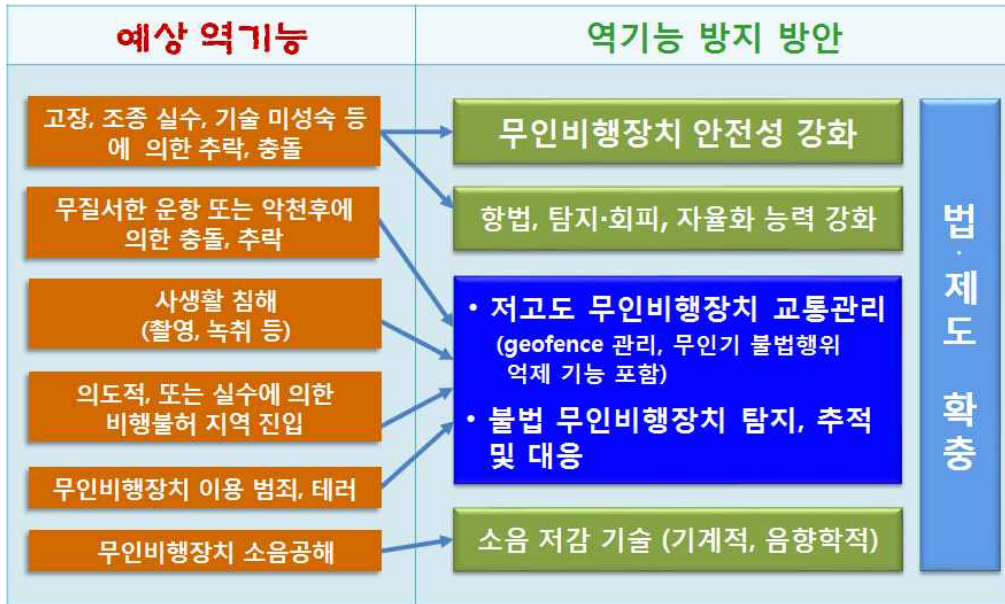 예상 역기능
역기능 방지 방안
고장, 조종 실수, 기술 미성숙 등
에 의한 추락, 충돌
무질서한 운항 또는 악천후에
의한 충돌, 추락
사생활 침해
(촬영, 녹취 등)
의도적, 또는 실수에 의한
비행불허 지역 진입
무인비행장치 이용 범죄, 테러
무인비행장치 소음공해
무인비행장치 안전성 강화
항법, 탐지·회피, 자율화 능력 강화
• 저고도 무인비행장치 교통관리
(geofence 관리, 무인기 불법행위
억제 기능 포함)
• 불법 무인비행장치 탐지, 추적
및 대응
소음 저감 기술 (기계적, 음향학적)
법·제도 확충